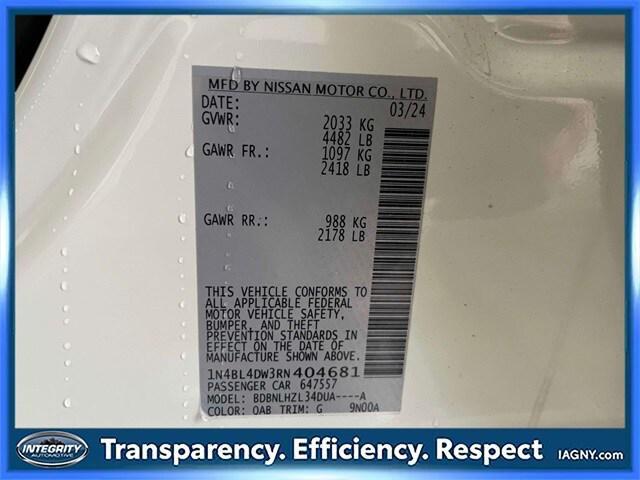 MFD BY NISSAN MOTOR CO., LTD.
DATE: 03/24
GVWR: 2033 KG
4482 LB
GAWR FR.: 1097 KG
2418 LB
GAWR RR.: 988 KG
2178 LB
THIS VEHICLE CONFORMS TO
ALL APPLICABLE FEDERAL
MOTOR VEHICLE SAFETY,
BUMPER, AND THEFT
PREVENTION STANDARDS IN
EFFECT ON THE DATE OF
MANUFACTURE SHOWN ABOVE.
1N4BL4DW3RN404681
PASSENGER CAR 647557
MODEL: BDBNLHZL34DUA----A
COLOR: QAB TRIM: G 9N00A
INTEGRITY
AUTOMOTIVE
Transparency. Efficiency. Respect
IAGNY.COM